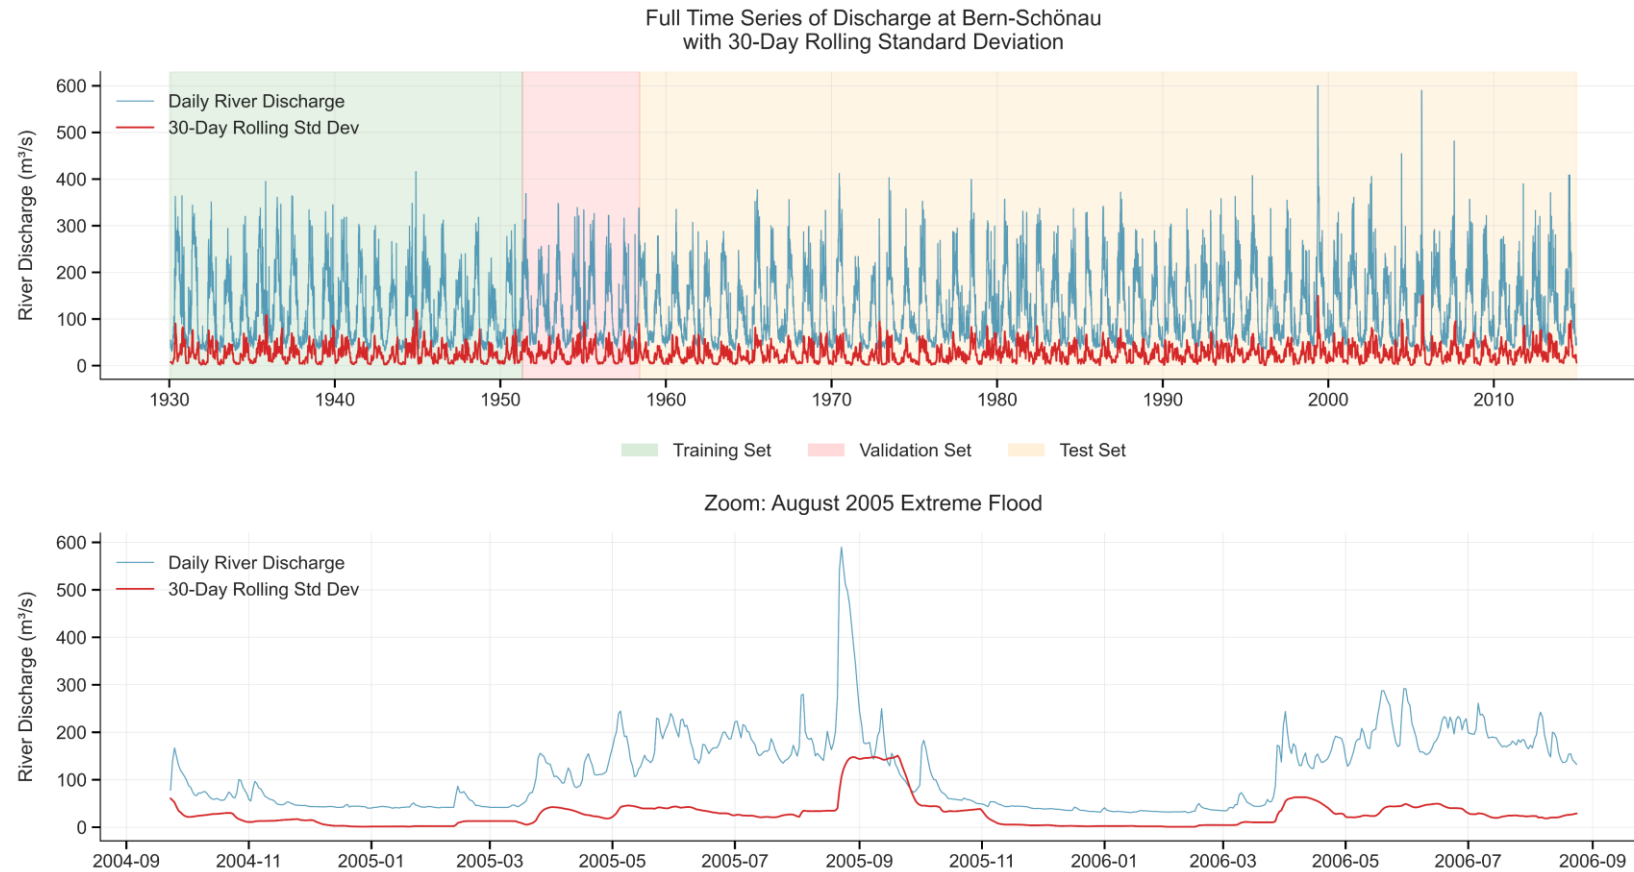 Full Time Series of Discharge at Bern-Schönau
with 30-Day Rolling Standard Deviation
River Discharge (m³/s)
600
500
400
300
200
100
0
Daily River Discharge
30-Day Rolling Std Dev
1930 1940 1950 1960 1970 1980 1990 2000 2010
Training Set Validation Set Test Set
Zoom: August 2005 Extreme Flood
River Discharge (m³/s)
600
500
400
300
200
100
0
Daily River Discharge
30-Day Rolling Std Dev
2004-09 2004-11 2005-01 2005-03 2005-05 2005-07 2005-09 2005-11 2006-01 2006-03 2006-05 2006-07 2006-09